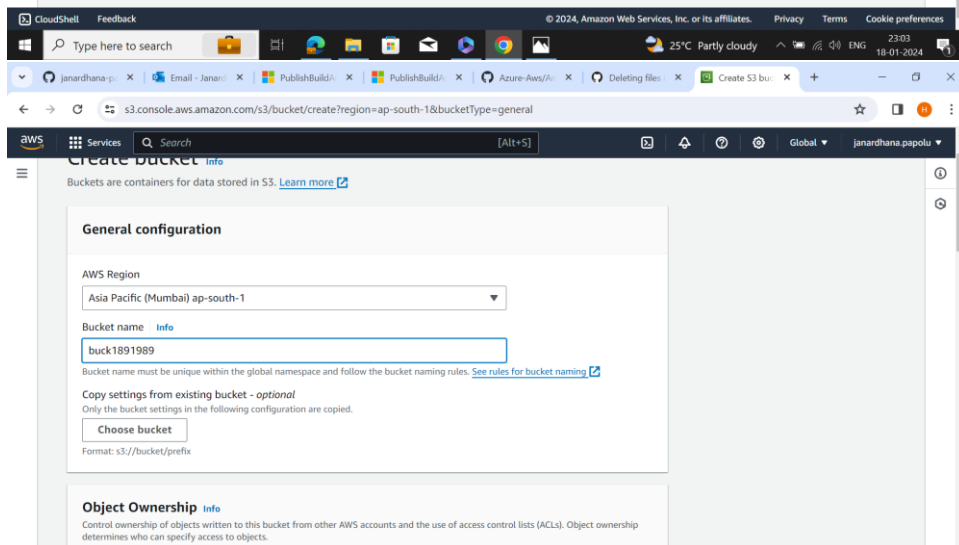 CloudShell Feedback © 2024, Amazon Web Services, Inc. or its affiliates. Privacy Terms Cookie preferences
Type here to search 25°C Partly cloudy ENG 23:03
18-01-2024
janardhana-pa Email - Janard PublishBuildA PublishBuildA Azure-Aws/A Deleting files Create S3 buc
s3.console.aws.amazon.com/s3/bucket/create?region=ap-south-1&bucketType=general H
aws Services Search [Alt+S] Global janardhana.papolu
Create bucket Info
Buckets are containers for data stored in S3. Learn more
General configuration
AWS Region
Asia Pacific (Mumbai) ap-south-1
Bucket name Info
buck1891989
Bucket name must be unique within the global namespace and follow the bucket naming rules. See rules for bucket naming
Copy settings from existing bucket - optional
Only the bucket settings in the following configuration are copied.
Choose bucket
Format: s3://bucket/prefix
Object Ownership Info
Control ownership of objects written to this bucket from other AWS accounts and the use of access control lists (ACLs). Object ownership
determines who can specify access to objects.